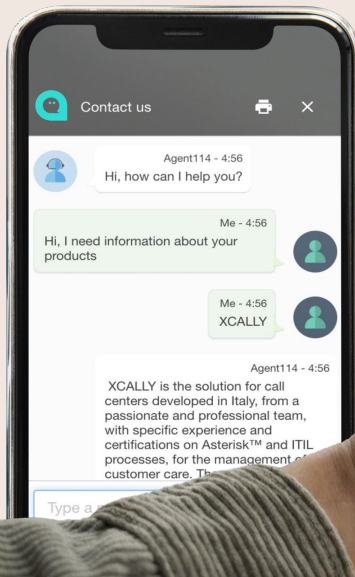 Contact us
Agent114 - 4:56
Hi, how can I help you?
Me - 4:56
Hi, I need information about your
products
Me - 4:56
XCALLY
Agent114 - 4:56
XCALLY is the solution for call
centers developed in Italy, from a
passionate and professional team,
with specific experience and
certifications on Asterisk™ and ITIL
processes, for the management of
customer care.
Type a